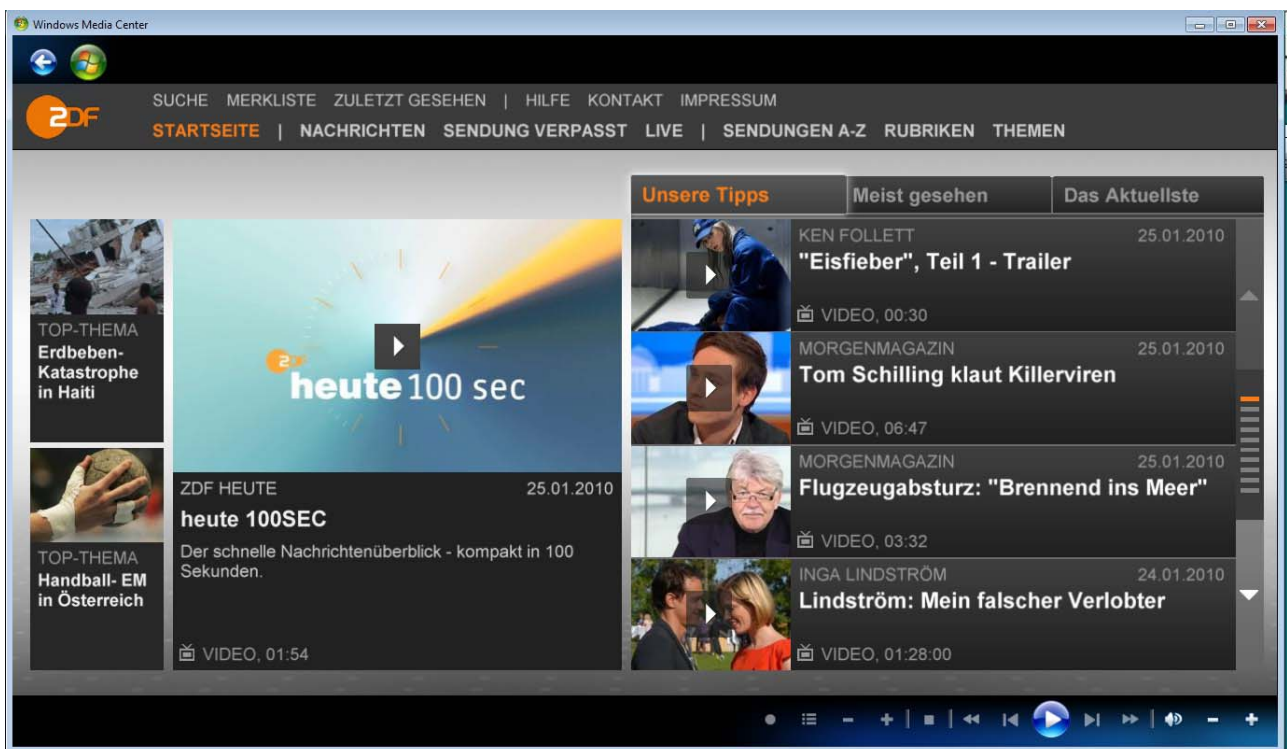 Windows Media Center
SUCHE MERKLISTE ZULETZT GESEHEN | HILFE KONTAKT IMPRESSUM
ZDF
STARTSEITE | NACHRICHTEN SENDUNG VERPASST LIVE | SENDUNGEN A-Z RUBRIKEN THEMEN
TOP-THEMA
Erdbeben-
Katastrophe
in Haiti
TOP-THEMA
Handball- EM
in Österreich
ZDF
heute 100 sec
ZDF HEUTE 25.01.2010
heute 100SEC
Der schnelle Nachrichtenüberblick - kompakt in 100
Sekunden.
VIDEO, 01:54
Unsere Tipps Meist gesehen Das Aktuellste
KEN FOLLETT 25.01.2010
"Eisfieber", Teil 1 - Trailer
VIDEO, 00:30
MORGENMAGAZIN 25.01.2010
Tom Schilling klaut Killerviren
VIDEO, 06:47
MORGENMAGAZIN 25.01.2010
Flugzeugabsturz: "Brennend ins Meer"
VIDEO, 03:32
INGA LINDSTRÖM 24.01.2010
Lindström: Mein falscher Verlobter
VIDEO, 01:28:00